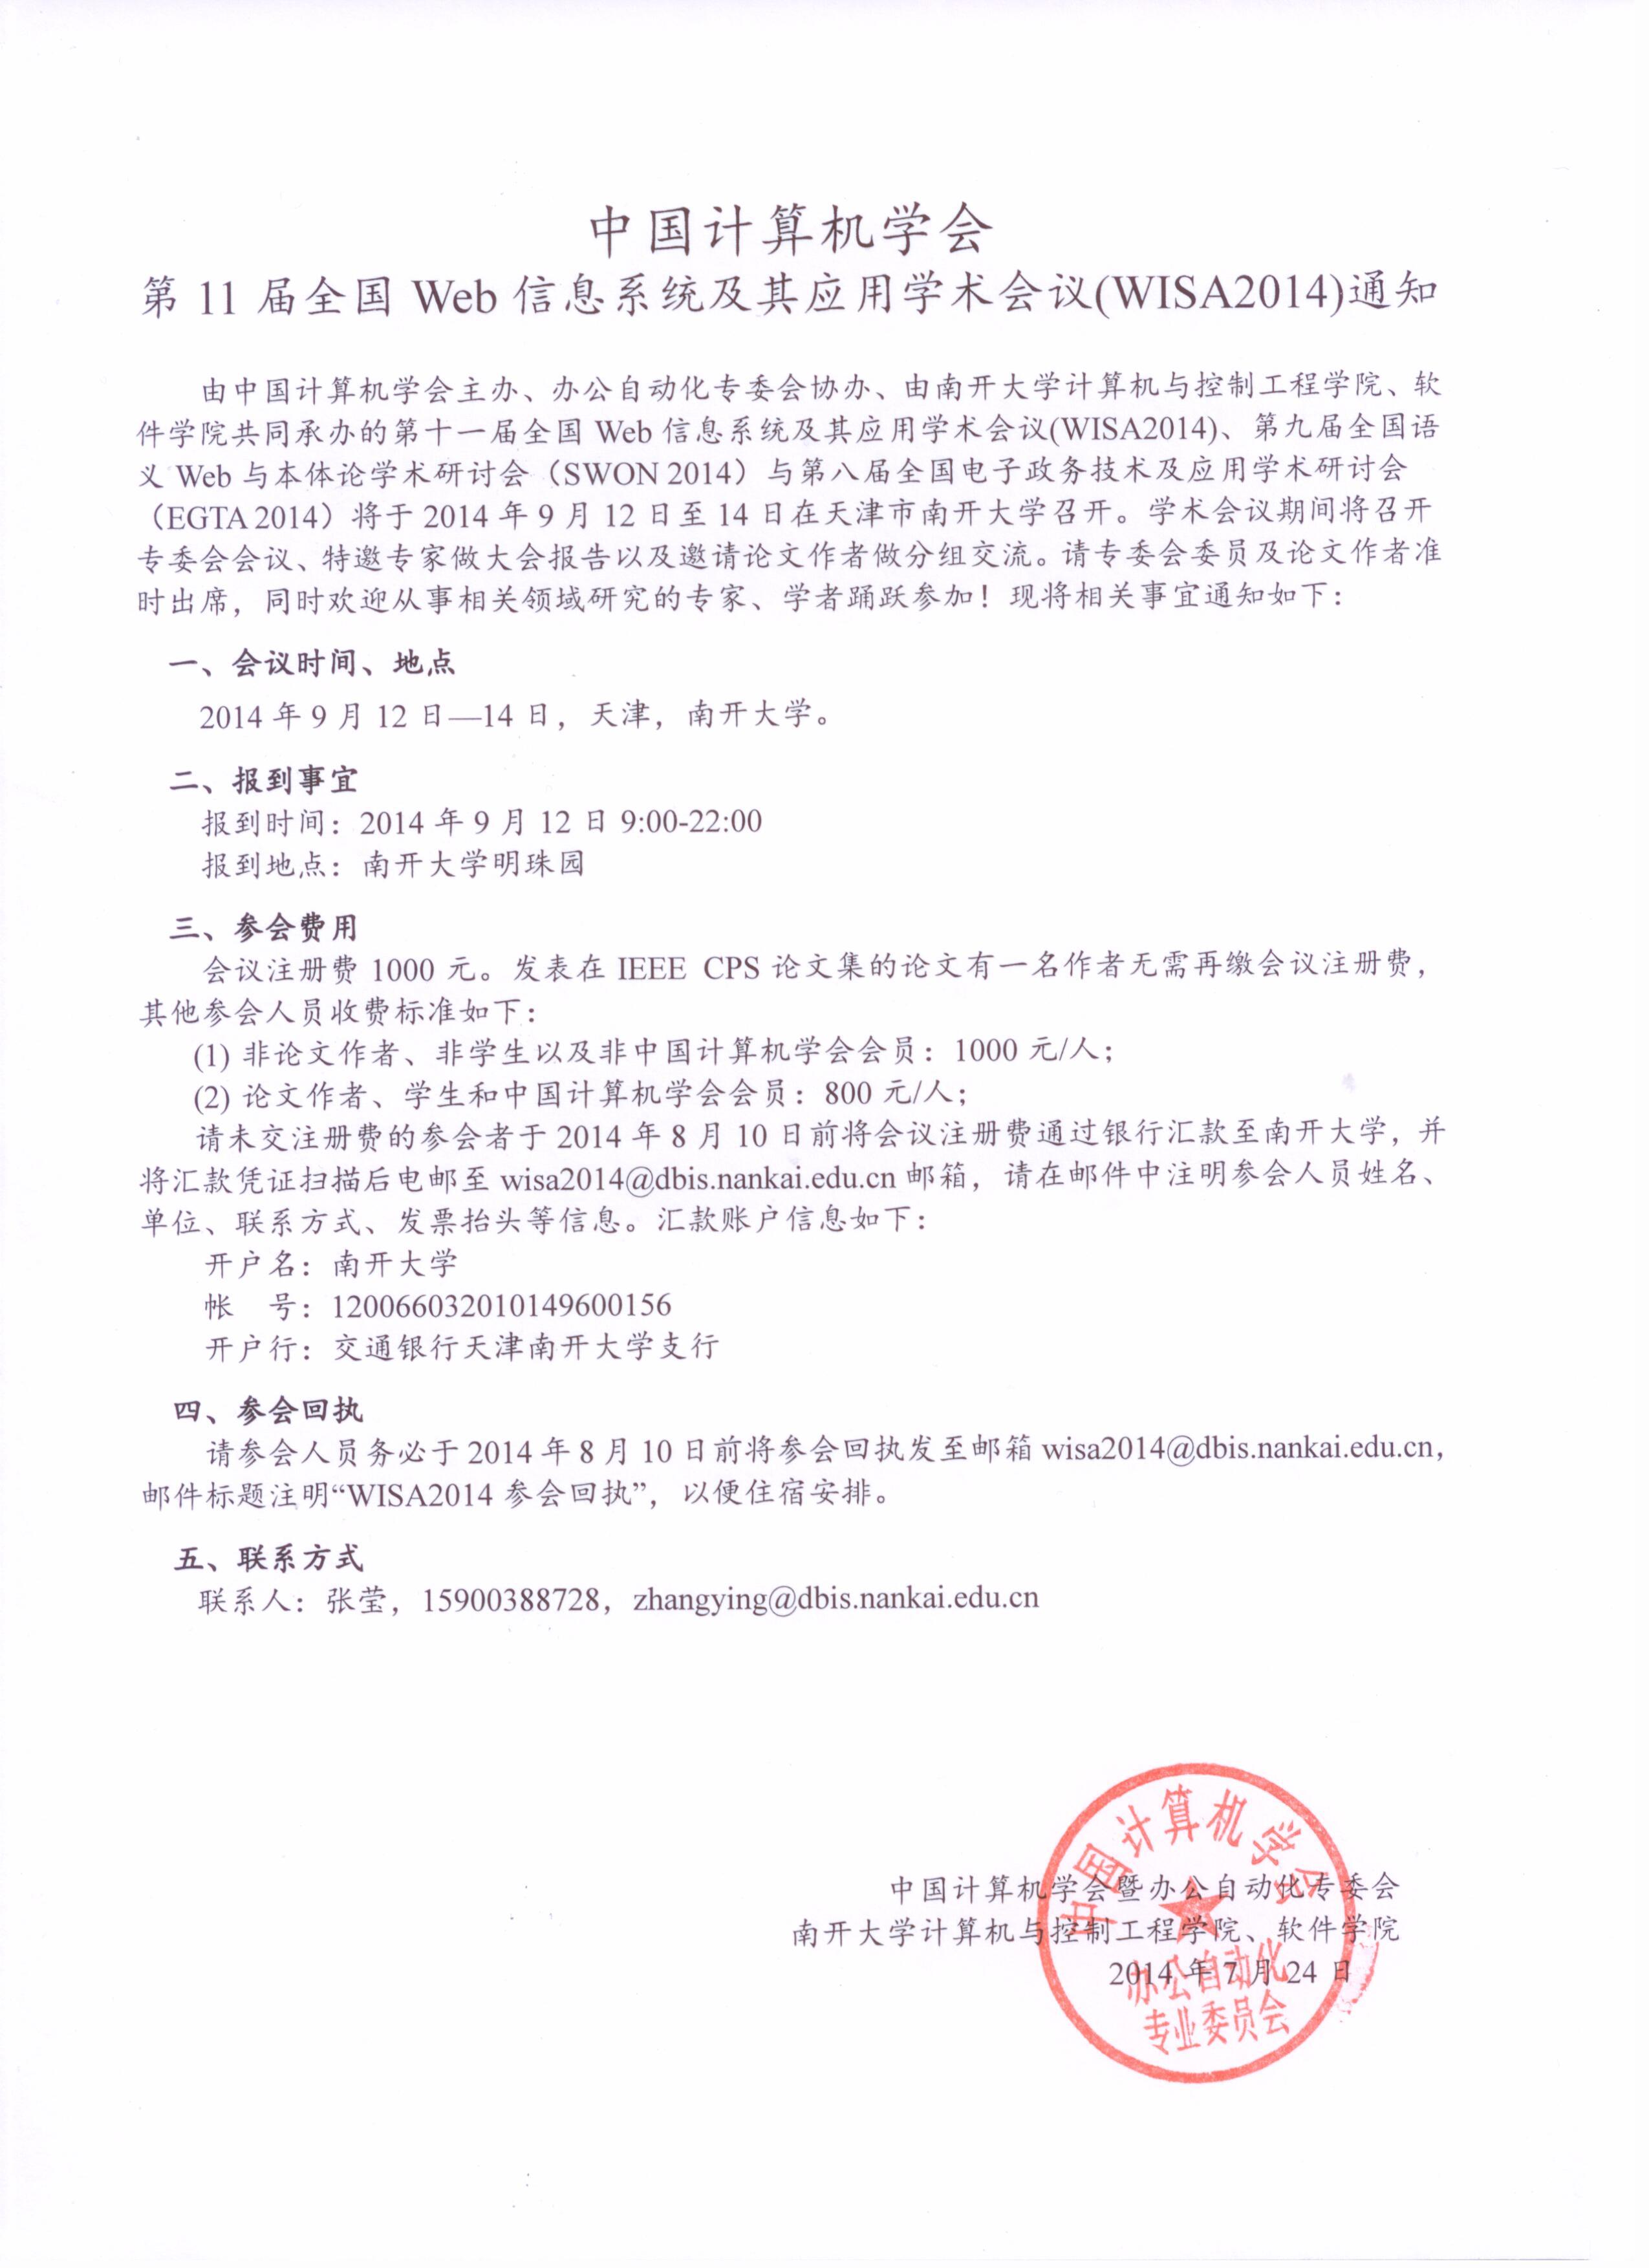 中国计算机学会
第 11 届全国 Web 信息系统及其应用学术会议(WISA2014)通知
由中国计算机学会主办、办公自动化专委会协办、由南开大学计算机与控制工程学院、软
件学院共同承办的第十一届全国 Web 信息系统及其应用学术会议(WISA2014)、第九届全国语
义 Web 与本体论学术研讨会（SWON 2014）与第八届全国电子政务技术及应用学术研讨会
（EGTA 2014）将于 2014 年 9 月 12 日至 14 日在天津市南开大学召开。学术会议期间将召开
专委会会议、特邀专家做大会报告以及邀请论文作者做分组交流。请专委会委员及论文作者准
时出席，同时欢迎从事相关领域研究的专家、学者踊跃参加！现将相关事宜通知如下：
一、会议时间、地点
2014 年 9 月 12 日—14 日，天津，南开大学。
二、报到事宜
报到时间：2014 年 9 月 12 日 9:00-22:00
报到地点：南开大学明珠园
三、参会费用
会议注册费 1000 元。发表在 IEEE CPS 论文集的论文有一名作者无需再缴会议注册费，
其他参会人员收费标准如下：
(1) 非论文作者、非学生以及非中国计算机学会会员：1000 元/人；
(2) 论文作者、学生和中国计算机学会会员：800 元/人；
请未交注册费的参会者于 2014 年 8 月 10 日前将会议注册费通过银行汇款至南开大学，并
将汇款凭证扫描后电邮至 wisa2014@dbis.nankai.edu.cn 邮箱，请在邮件中注明参会人员姓名、
单位、联系方式、发票抬头等信息。汇款账户信息如下：
开户名：南开大学
帐 号：120066032010149600156
开户行：交通银行天津南开大学支行
四、参会回执
请参会人员务必于 2014 年 8 月 10 日前将参会回执发至邮箱 wisa2014@dbis.nankai.edu.cn，
邮件标题注明“WISA2014 参会回执”，以便住宿安排。
五、联系方式
联系人：张莹，15900388728，zhangying@dbis.nankai.edu.cn
中国计算机学会暨办公自动化专委会
南开大学计算机与控制工程学院、软件学院
2014 年 7 月 24 日
中国计算机学会
办公自动化
专业委员会